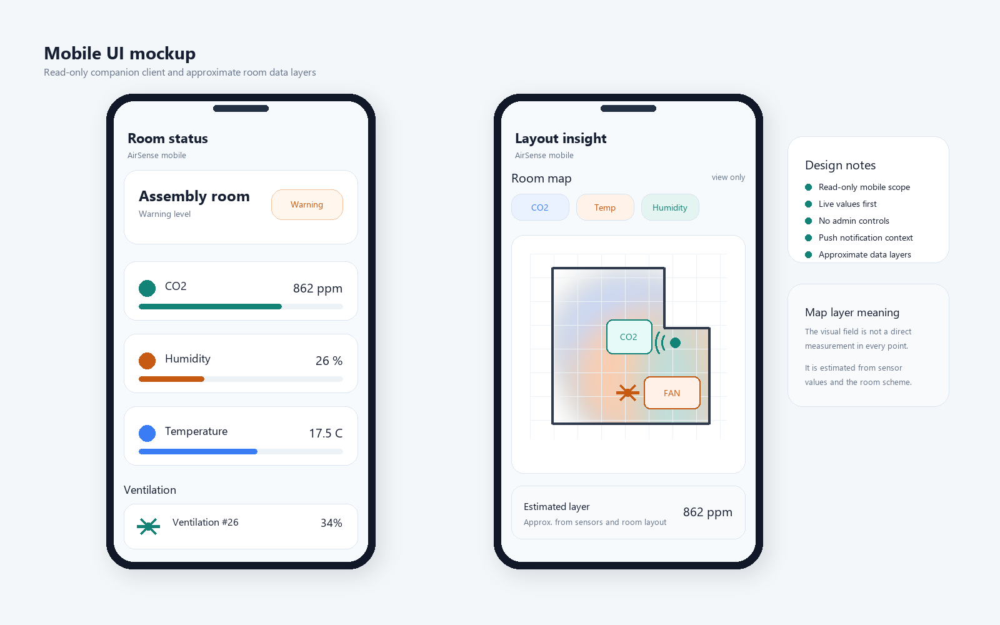 Mobile UI mockup
Read-only companion client and approximate room data layers
Room status
AirSense mobile
Assembly room
Warning level
Warning
CO2
862 ppm
Humidity
26 %
Temperature
17.5 C
Ventilation
Ventilation #26
34%
Layout insight
AirSense mobile
Room map
view only
CO2
Temp
Humidity
CO2
FAN
Estimated layer
Approx. from sensors and room layout
862 ppm
Design notes
Read-only mobile scope
Live values first
No admin controls
Push notification context
Approximate data layers
Map layer meaning
The visual field is not a direct
measurement in every point.
It is estimated from sensor
values and the room scheme.